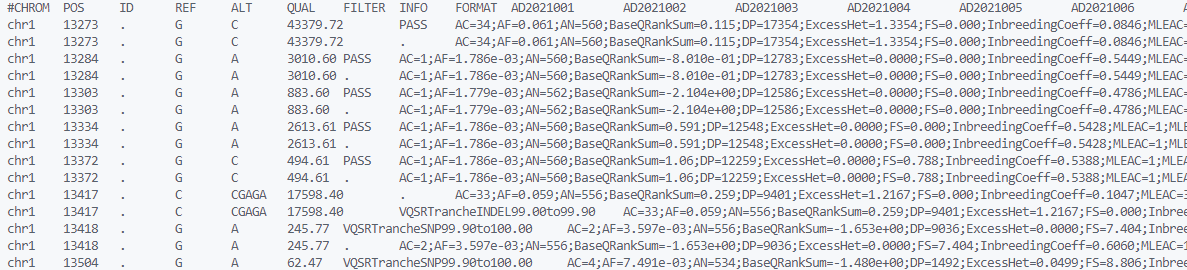 #CHROM POS ID REF ALT QUAL FILTER INFO FORMAT AD2021001 AD2021002 AD2021003 AD2021004 AD2021005 AD2021006
chr1 13273 . G C 43379.72 PASS AC=34;AF=0.061;AN=560;BaseQRankSum=0.115;DP=17354;ExcessHet=1.3354;FS=0.000;InbreedingCoeff=0.0846;MLEAC
chr1 13273 . G C 43379.72 . AC=34;AF=0.061;AN=560;BaseQRankSum=0.115;DP=17354;ExcessHet=1.3354;FS=0.000;InbreedingCoeff=0.0846;MLEAC
chr1 13284 . G A 3010.60 PASS AC=1;AF=1.786e-03;AN=560;BaseQRankSum=-8.010e-01;DP=12783;ExcessHet=0.0000;FS=0.000;InbreedingCoeff=0.5449;MLEAC
chr1 13284 . G A 3010.60 . AC=1;AF=1.786e-03;AN=560;BaseQRankSum=-8.010e-01;DP=12783;ExcessHet=0.0000;FS=0.000;InbreedingCoeff=0.5449;MLEAC
chr1 13303 . G A 883.60 PASS AC=1;AF=1.779e-03;AN=562;BaseQRankSum=-2.104e+00;DP=12586;ExcessHet=0.0000;FS=0.000;InbreedingCoeff=0.4786;MLEAC
chr1 13303 . G A 883.60 . AC=1;AF=1.779e-03;AN=562;BaseQRankSum=-2.104e+00;DP=12586;ExcessHet=0.0000;FS=0.000;InbreedingCoeff=0.4786;MLEAC
chr1 13334 . G A 2613.61 PASS AC=1;AF=1.786e-03;AN=560;BaseQRankSum=0.591;DP=12548;ExcessHet=0.0000;FS=0.000;InbreedingCoeff=0.5428;MLEAC=1;M
chr1 13334 . G A 2613.61 . AC=1;AF=1.786e-03;AN=560;BaseQRankSum=0.591;DP=12548;ExcessHet=0.0000;FS=0.000;InbreedingCoeff=0.5428;MLEAC=1;M
chr1 13372 . G C 494.61 PASS AC=1;AF=1.786e-03;AN=560;BaseQRankSum=1.06;DP=12259;ExcessHet=0.0000;FS=0.788;InbreedingCoeff=0.5388;MLEAC=1;ML
chr1 13372 . G C 494.61 . AC=1;AF=1.786e-03;AN=560;BaseQRankSum=1.06;DP=12259;ExcessHet=0.0000;FS=0.788;InbreedingCoeff=0.5388;MLEAC=1;ML
chr1 13417 . C CGAGA 17598.40 . AC=33;AF=0.059;AN=556;BaseQRankSum=0.259;DP=9401;ExcessHet=1.2167;FS=0.000;InbreedingCoeff=0.1047;MLEAC=3
chr1 13417 . C CGAGA 17598.40 VQSRTrancheINDEL99.00to99.90 AC=33;AF=0.059;AN=556;BaseQRankSum=0.259;DP=9401;ExcessHet=1.2167;FS=0.000;Inbre
chr1 13418 . G A 245.77 VQSRTrancheSNP99.90to100.00 AC=2;AF=3.597e-03;AN=556;BaseQRankSum=-1.653e+00;DP=9036;ExcessHet=0.0000;FS=7.404;Inbree
chr1 13418 . G A 245.77 . AC=2;AF=3.597e-03;AN=556;BaseQRankSum=-1.653e+00;DP=9036;ExcessHet=0.0000;FS=7.404;InbreedingCoeff=0.6060;MLEAC
chr1 13504 . G A 62.47 VQSRTrancheSNP99.90to100.00 AC=4;AF=7.491e-03;AN=534;BaseQRankSum=-1.480e+00;DP=1492;ExcessHet=0.0499;FS=8.806;Inbre